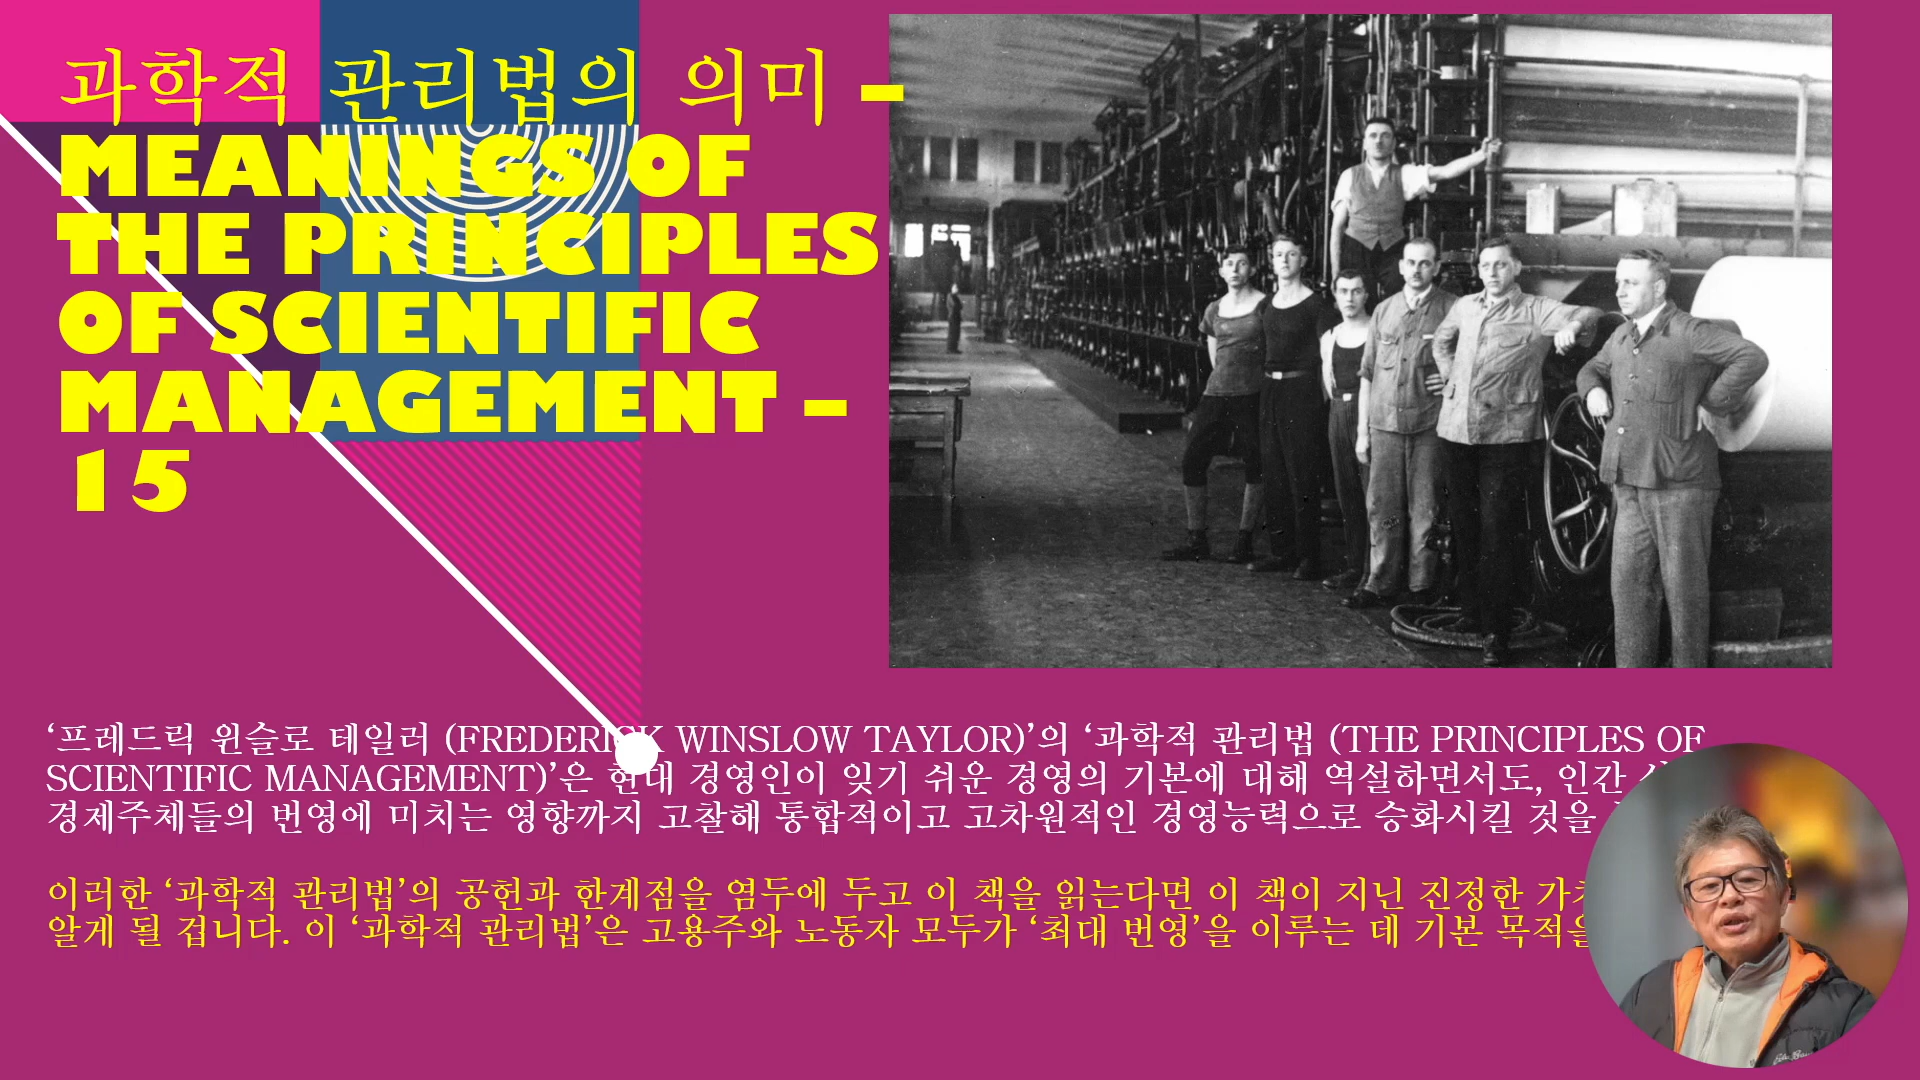 과학적 관리법의 의미 –
MEANINGS OF
THE PRINCIPLES
OF SCIENTIFIC
MANAGEMENT –
15
‘프레드릭 윈슬로 테일러 (FREDERICK WINSLOW TAYLOR)’의 ‘과학적 관리법 (THE PRINCIPLES OF
SCIENTIFIC MANAGEMENT)’은 현대 경영인이 잊기 쉬운 경영의 기본에 대해 역설하면서도, 인간
경제주체들의 번영에 미치는 영향까지 고찰해 통합적이고 고차원적인 경영능력으로 승화시킬 것을
이러한 ‘과학적 관리법’의 공헌과 한계점을 염두에 두고 이 책을 읽는다면 이 책이 지닌 진정한
알게 될 겁니다. 이 ‘과학적 관리법’은 고용주와 노동자 모두가 ‘최대 번영’을 이루는 데 기본 목적을